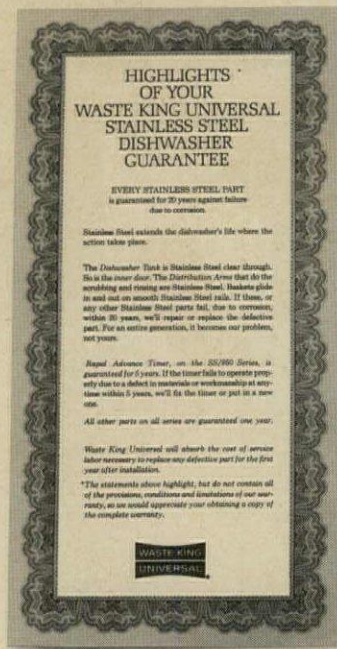 HIGHLIGHTS
OF YOUR
WASTE KING UNIVERSAL
STAINLESS STEEL
DISHWASHER
GUARANTEE
EVERY STAINLESS STEEL PART
is guaranteed for 20 years against failure
due to corrosion.
Stainless Steel extends the dishwasher's life where the
action takes place.
The Dishwasher Tank is Stainless Steel clear through.
So is the inner door. The Distribution Arms that do the
scrubbing and rinsing are Stainless Steel. Baskets glide
in and out on smooth Stainless Steel rails. If these, or
any other Stainless Steel parts fail, due to corrosion,
within 20 years, we'll repair or replace the defective
part. For an entire generation, it becomes our problem,
not yours.
Rapid Advance Timer, on the SS/960 Series, is
guaranteed for 5 years. If the timer fails to operate prop-
erly due to a defect in materials or workmanship at any-
time within 5 years, we'll fix the timer or put in a new
one.
All other parts on all series are guaranteed one year.
Waste King Universal will absorb the cost of service
labor necessary to replace any defective part for the first
year after installation.
*The statements above highlight, but do not contain all
of the provisions, conditions and limitations of our war-
ranty, so we would appreciate your obtaining a copy of
the complete warranty.
WASTE KING
UNIVERSAL